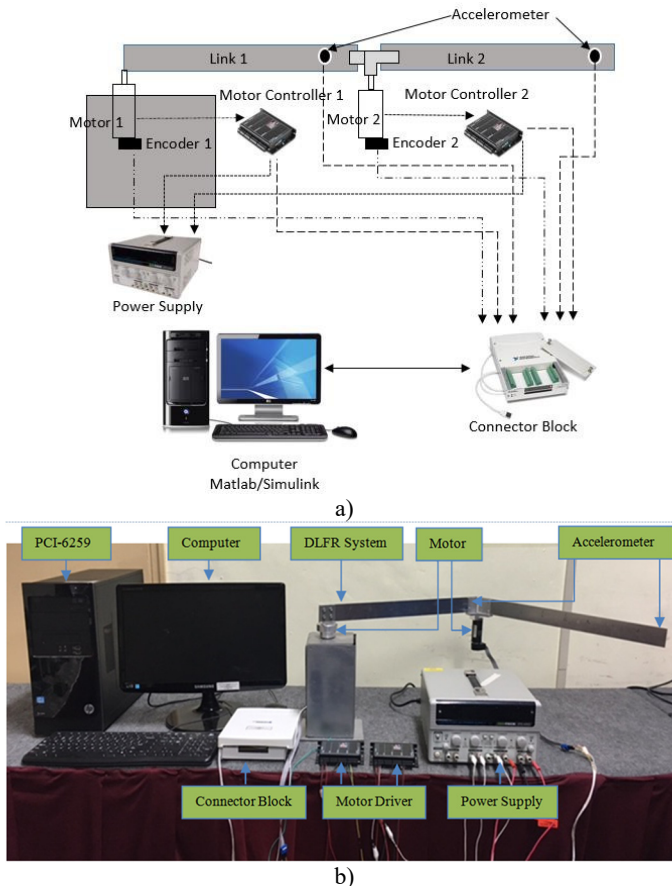 Accelerometer
Link 1
Link 2
Motor Controller 1
Motor Controller 2
Motor 1
Motor 2
Encoder 1
Encoder 2
Power Supply
Connector Block
Computer
Matlab/Simulink
a)
PCI-6259
Computer
DLFR System
Motor
Accelerometer
SAMSUNG
Connector Block
Motor Driver
Power Supply
b)